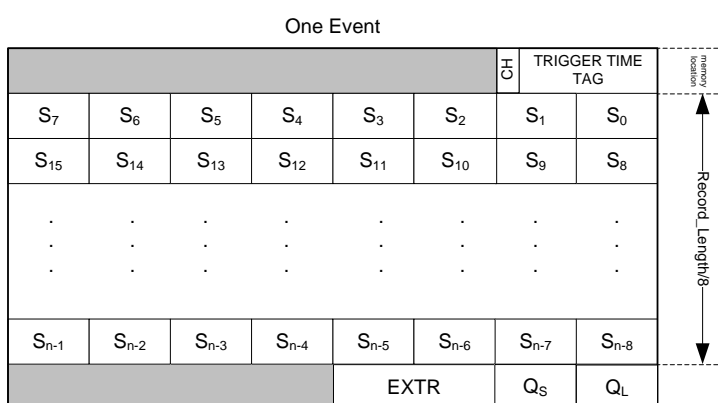 One Event
CH TRIGGER TIME TAG memory location
S₇ S₆ S₅ S₄ S₃ S₂ S₁ S₀
S₁₅ S₁₄ S₁₃ S₁₂ S₁₁ S₁₀ S₉ S₈
. . . . . . . .
. . . . . . . .
. . . . . . . .
Record_Length/8
Sn-1 Sn-2 Sn-3 Sn-4 Sn-5 Sn-6 Sn-7 Sn-8
EXTR QS QL